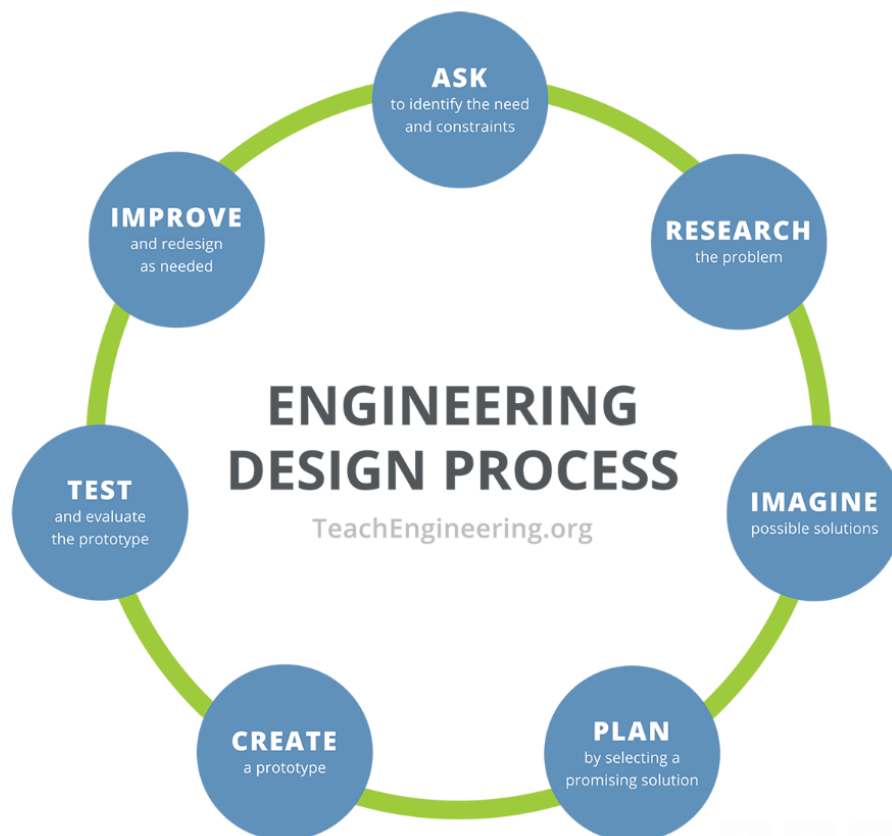 ASK
to identify the need
and constraints
RESEARCH
the problem
IMAGINE
possible solutions
PLAN
by selecting a
promising solution
CREATE
a prototype
TEST
and evaluate
the prototype
IMPROVE
and redesign
as needed
ENGINEERING
DESIGN PROCESS
TeachEngineering.org